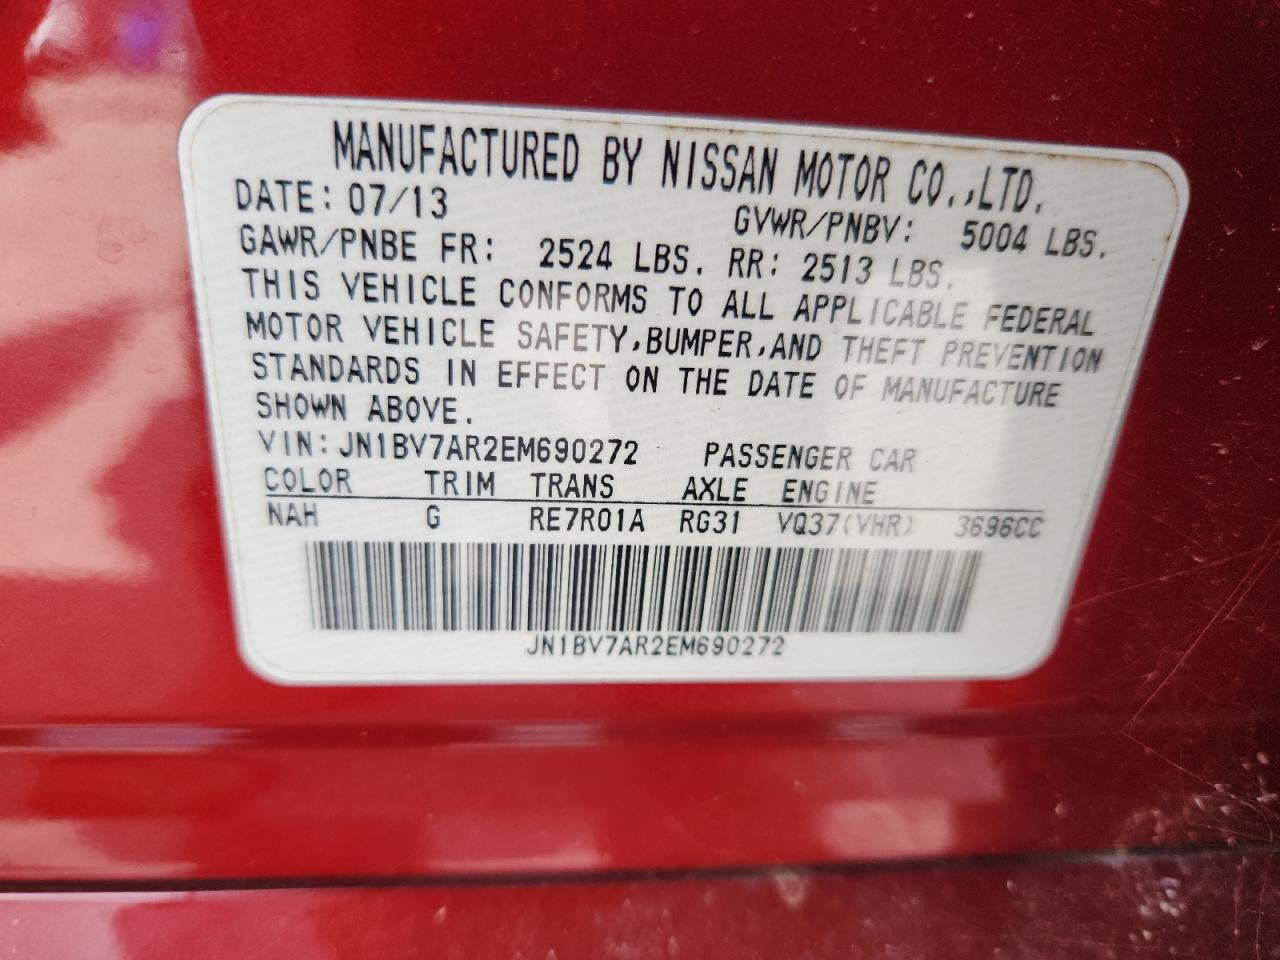 MANUFACTURED BY NISSAN MOTOR CO.,LTD.
DATE: 07/13 GVWR/PNBV: 5004 LBS.
GAWR/PNBE FR: 2524 LBS. RR: 2513 LBS.
THIS VEHICLE CONFORMS TO ALL APPLICABLE FEDERAL
MOTOR VEHICLE SAFETY,BUMPER,AND THEFT PREVENTION
STANDARDS IN EFFECT ON THE DATE OF MANUFACTURE
SHOWN ABOVE.
VIN: JN1BV7AR2EM690272 PASSENGER CAR
COLOR TRIM TRANS AXLE ENGINE
NAH G RE7R01A RG31 VQ37(VHR) 3696CC
JN1BV7AR2EM690272